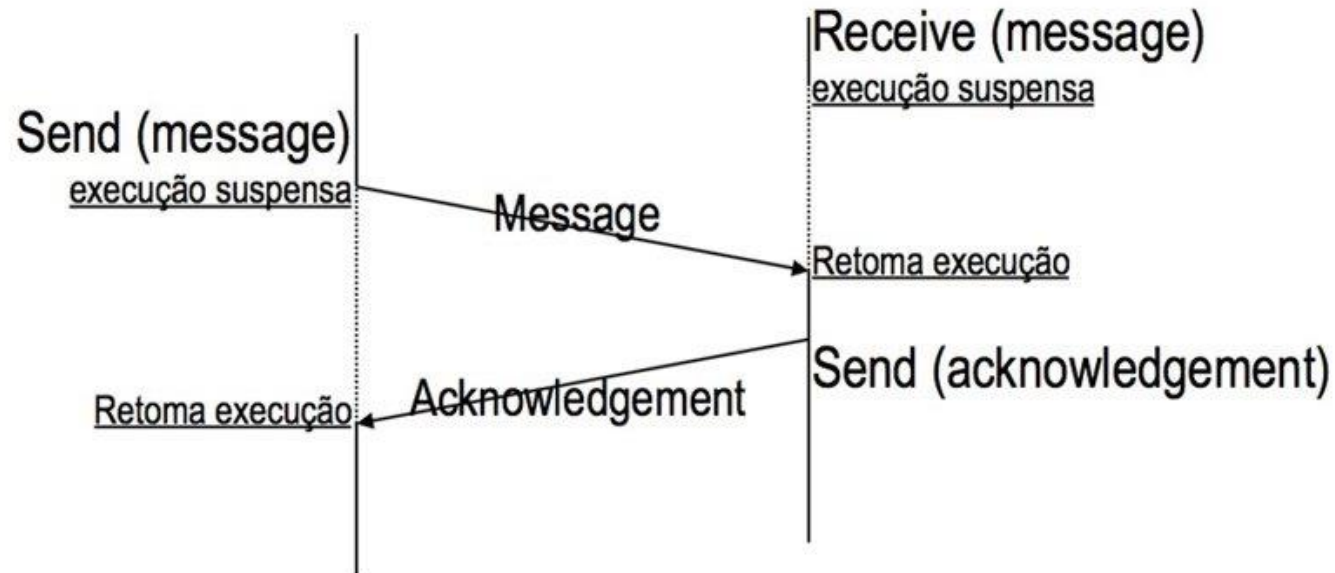 Receive (message)
execução suspensa
Send (message)
execução suspensa
Message
Retoma execução
Send (acknowledgement)
Acknowledgement
Retoma execução